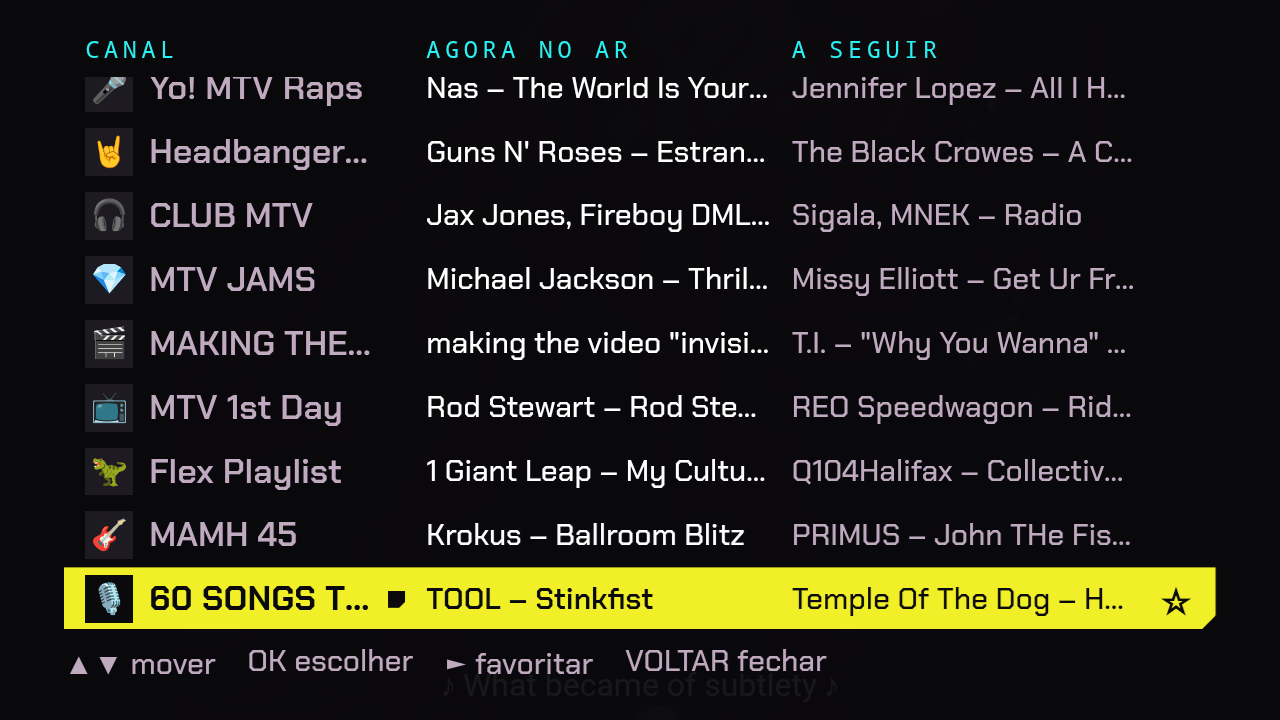 CANAL AGORA NO AR A SEGUIR
Yo! MTV Raps Nas – The World Is Your... Jennifer Lopez – All I H...
Headbanger... Guns N' Roses – Estran... The Black Crowes – A C...
CLUB MTV Jax Jones, Fireboy DML... Sigala, MNEK – Radio
MTV JAMS Michael Jackson – Thril... Missy Elliott – Get Ur Fr...
MAKING THE... making the video "invisi... T.I. – "Why You Wanna" ...
MTV 1st Day Rod Stewart – Rod Ste... REO Speedwagon – Rid...
Flex Playlist 1 Giant Leap – My Cultu... Q104Halifax – Collectiv...
MAMH 45 Krokus – Ballroom Blitz PRIMUS – John THe Fis...
60 SONGS T... TOOL – Stinkfist Temple Of The Dog – H... ☆
▲ ▼ mover OK escolher ► favoritar VOLTAR fechar
♪ What became of subtlety ♪